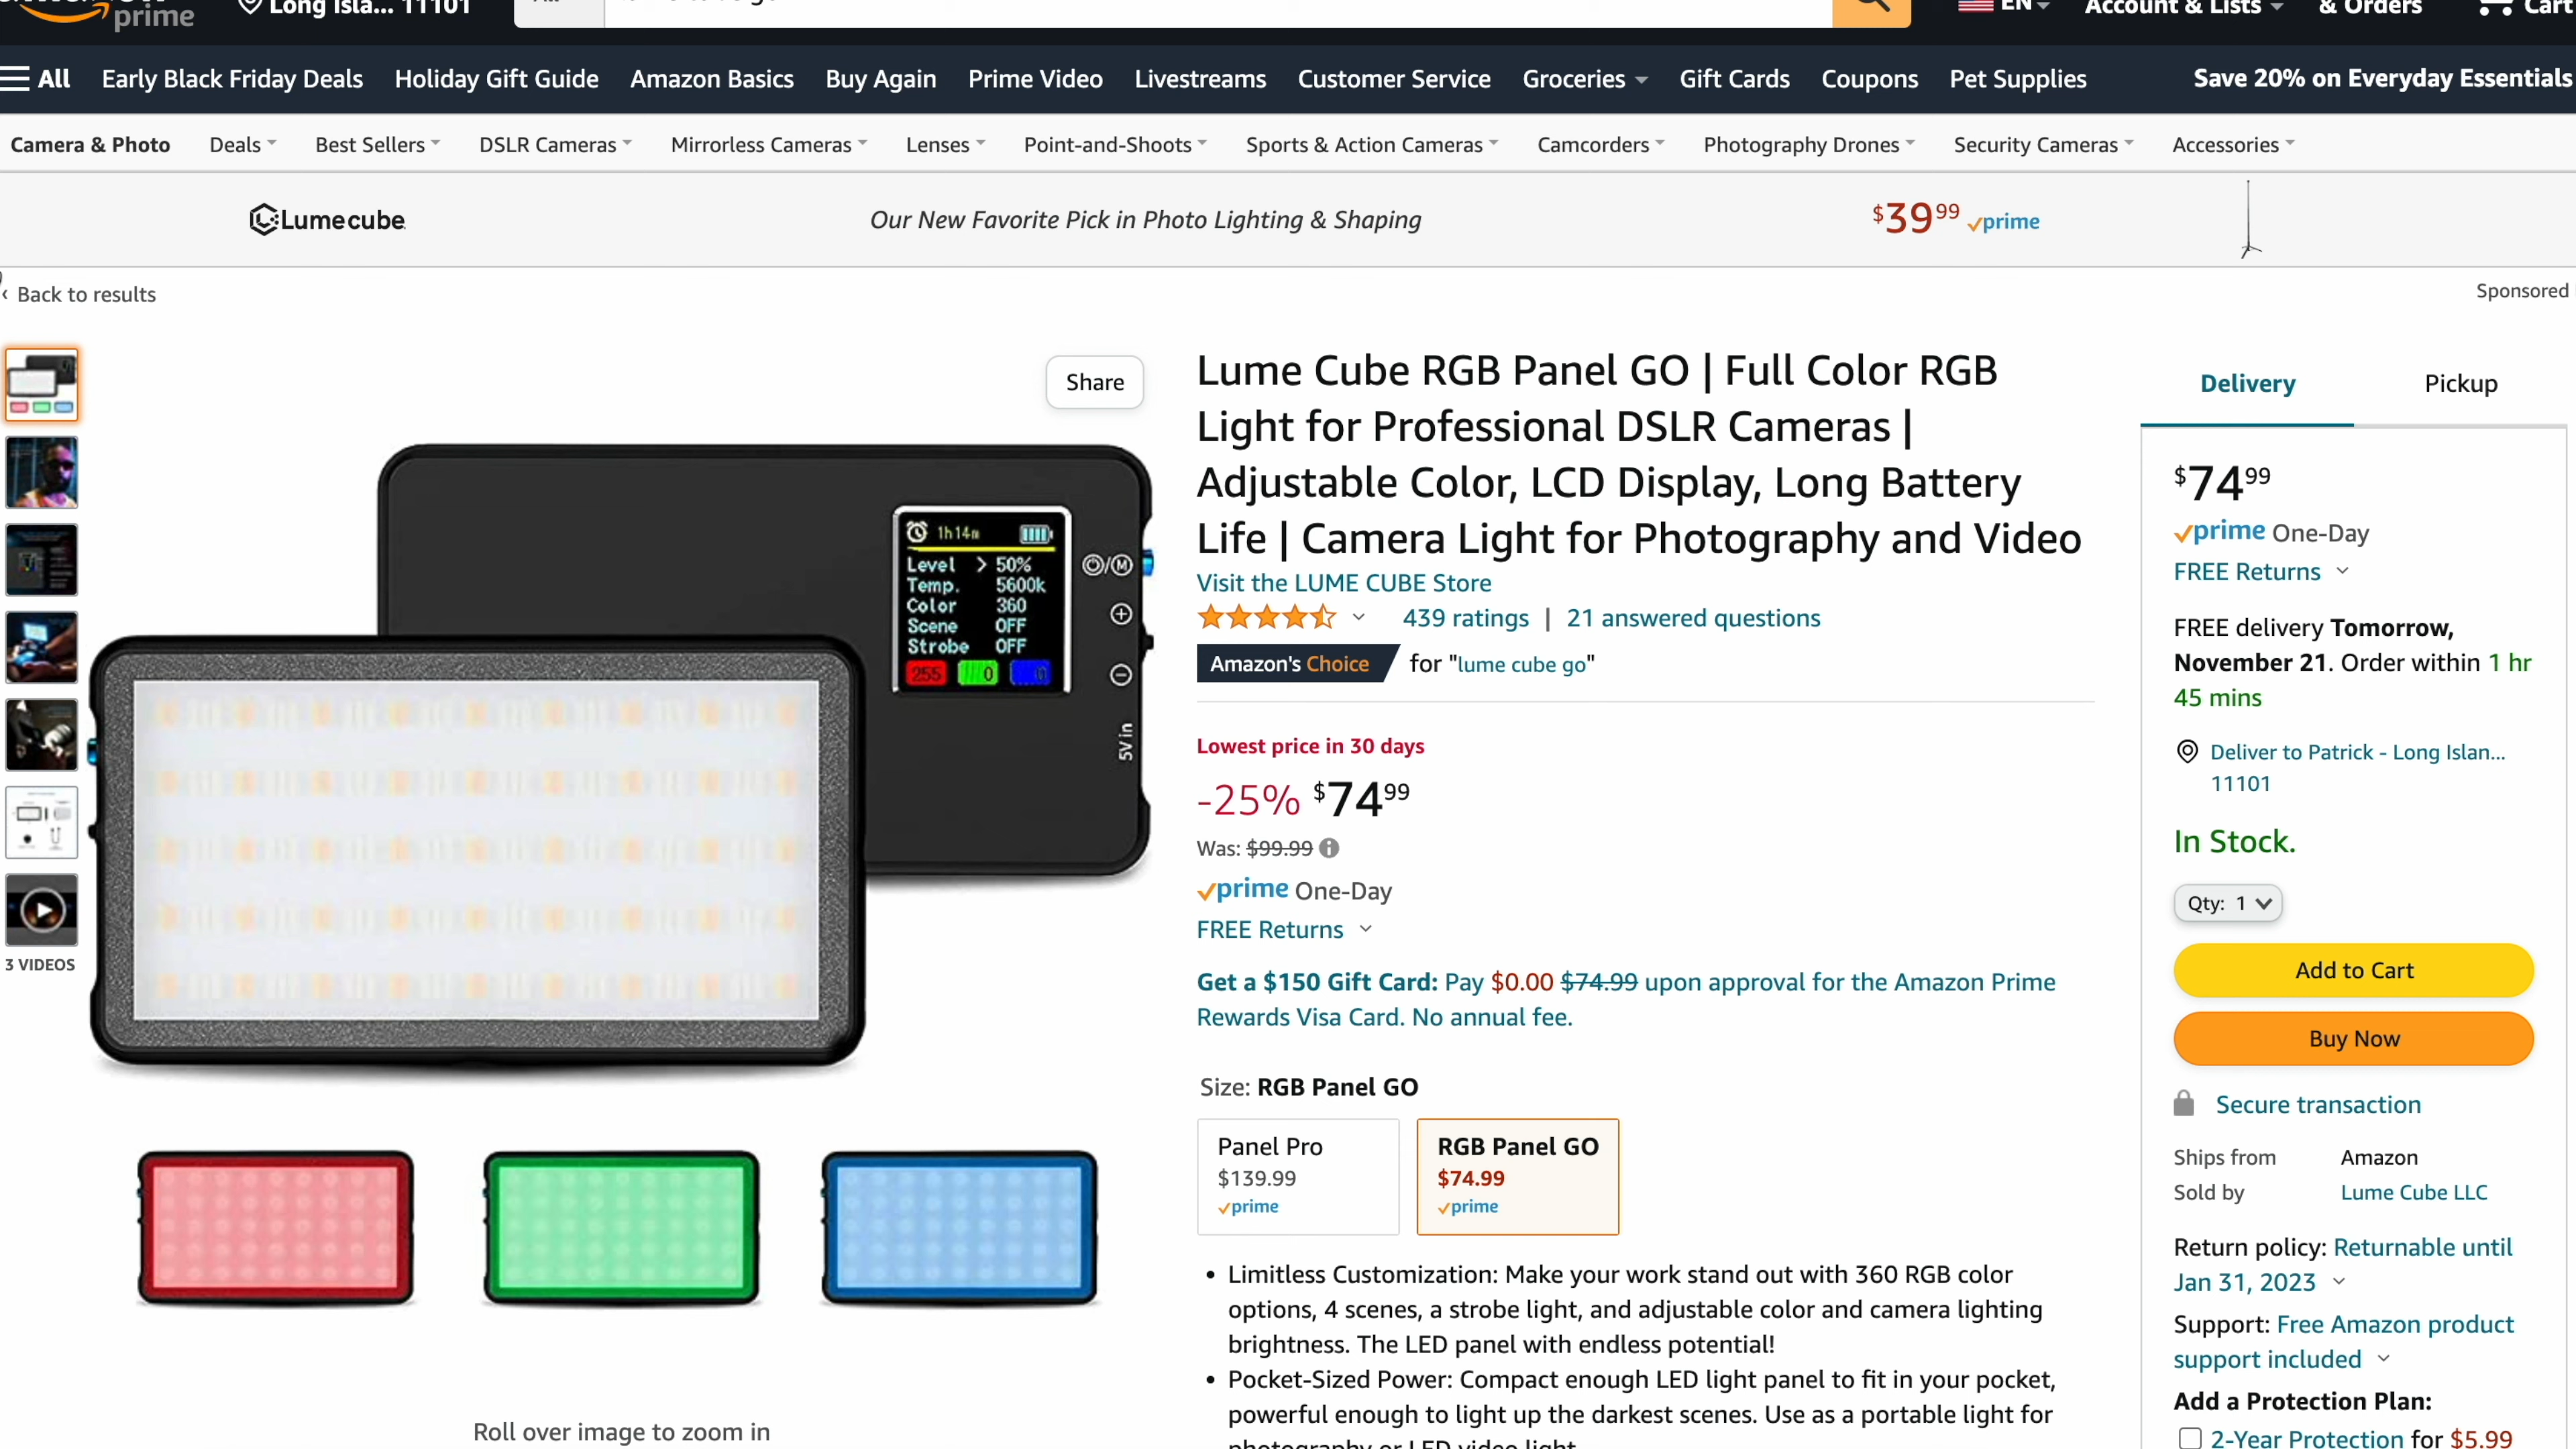 prime
Long Isla... 11101
EN
Account & Lists
& Orders
Cart
All
Early Black Friday Deals
Holiday Gift Guide
Amazon Basics
Buy Again
Prime Video
Livestreams
Customer Service
Groceries
Gift Cards
Coupons
Pet Supplies
Save 20% on Everyday Essentials
Camera & Photo
Deals
Best Sellers
DSLR Cameras
Mirrorless Cameras
Lenses
Point-and-Shoots
Sports & Action Cameras
Camcorders
Photography Drones
Security Cameras
Accessories
Lume cube
Our New Favorite Pick in Photo Lighting & Shaping
$39 99 prime
‹ Back to results
Sponsored
3 VIDEOS
Share
1h14m
Level > 50%
Temp. 5600k
Color 360
Scene OFF
Strobe OFF
255 0
/M
5V in
Roll over image to zoom in
Lume Cube RGB Panel GO | Full Color RGB
Light for Professional DSLR Cameras |
Adjustable Color, LCD Display, Long Battery
Life | Camera Light for Photography and Video
Visit the LUME CUBE Store
439 ratings | 21 answered questions
Amazon's Choice for "lume cube go"
Lowest price in 30 days
-25% $74 99
Was: $99.99
prime One-Day
FREE Returns
Get a $150 Gift Card: Pay $0.00 $74.99 upon approval for the Amazon Prime
Rewards Visa Card. No annual fee.
Size: RGB Panel GO
Panel Pro
$139.99
prime
RGB Panel GO
$74.99
prime
• Limitless Customization: Make your work stand out with 360 RGB color
options, 4 scenes, a strobe light, and adjustable color and camera lighting
brightness. The LED panel with endless potential!
• Pocket-Sized Power: Compact enough LED light panel to fit in your pocket,
powerful enough to light up the darkest scenes. Use as a portable light for
photography or LED video light
Delivery
Pickup
$74 99
prime One-Day
FREE Returns
FREE delivery Tomorrow,
November 21. Order within 1 hr
45 mins
Deliver to Patrick - Long Islan...
11101
In Stock.
Qty: 1
Add to Cart
Buy Now
Secure transaction
Ships from Amazon
Sold by Lume Cube LLC
Return policy: Returnable until
Jan 31, 2023
Support: Free Amazon product
support included
Add a Protection Plan:
2-Year Protection for $5.99